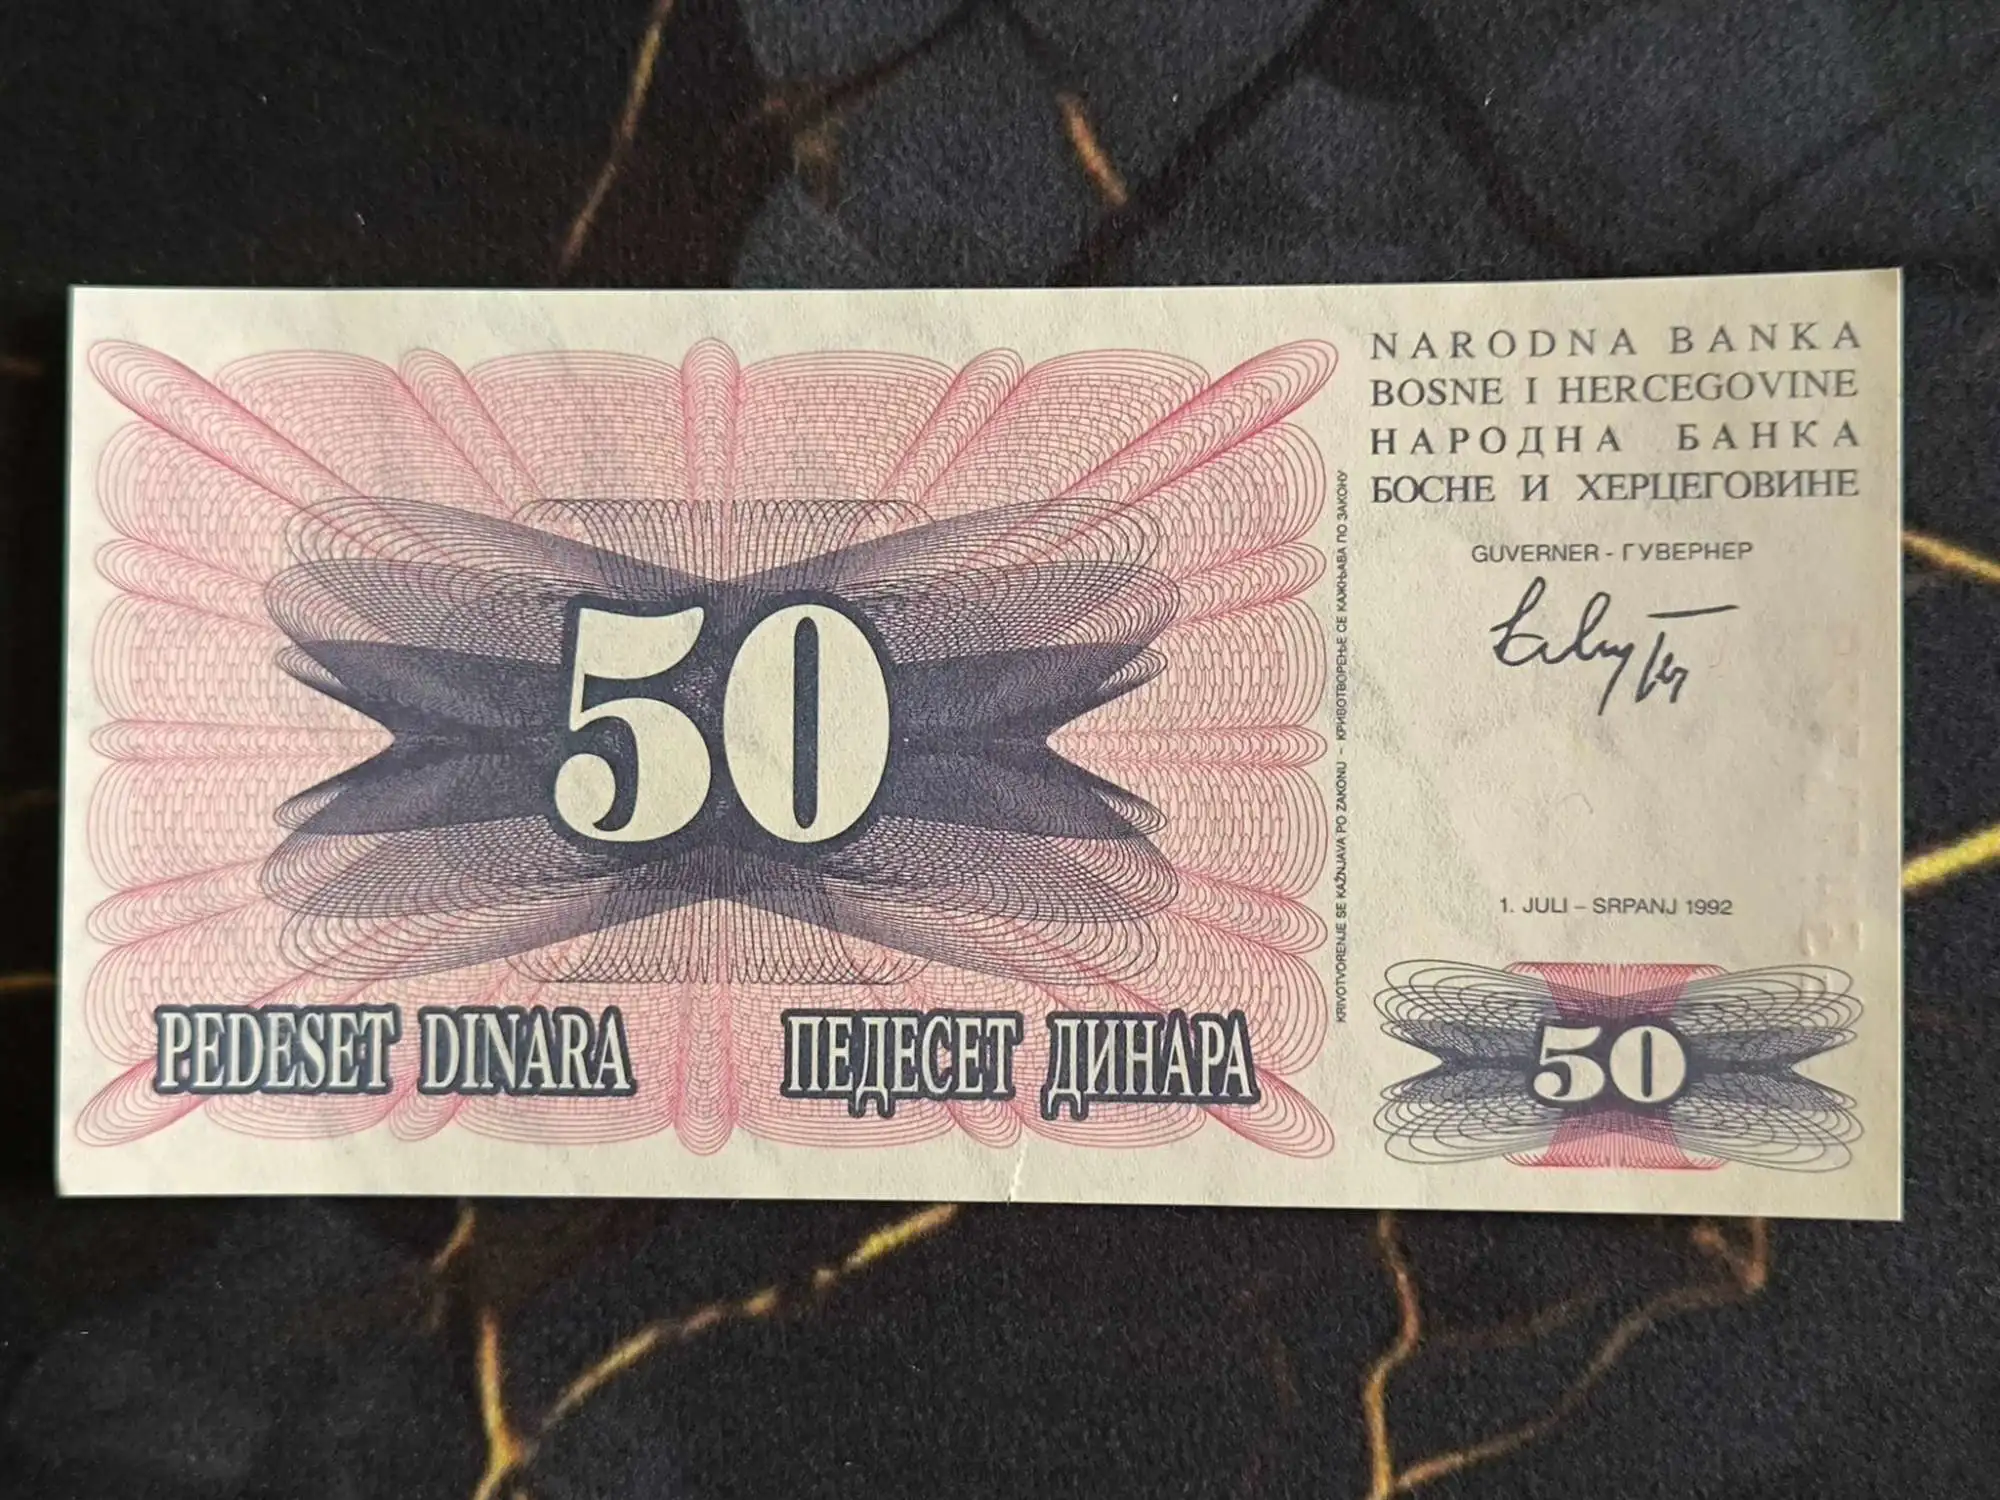 50
PEDESET DINARA
ПЕДЕСЕТ ДИНАРА
KRIVOTVORENJE SE KAŽNJAVA PO ZAKONU – КРИВОТВОРЕЊЕ СЕ КАЖЊАВА ПО ЗАКОНУ
NARODNA BANKA
BOSNE I HERCEGOVINE
НАРОДНА БАНКА
БОСНЕ И ХЕРЦЕГОВИНЕ
GUVERNER - ГУВЕРНЕР
1. JULI – SRPANJ 1992
50